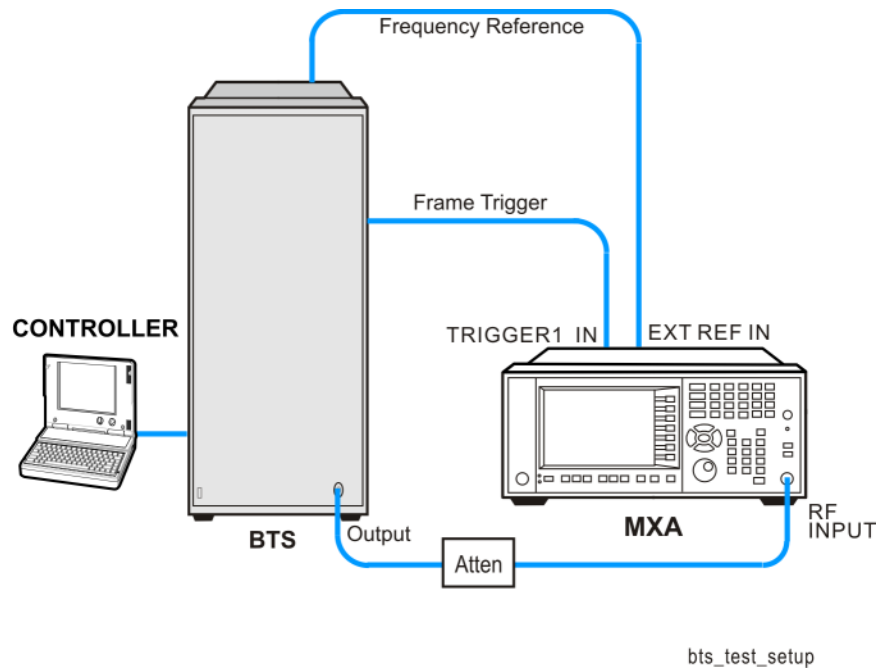 Frequency Reference
Frame Trigger
CONTROLLER
TRIGGER1 IN
EXT REF IN
BTS
Output
Atten
MXA
RF
INPUT
bts_test_setup